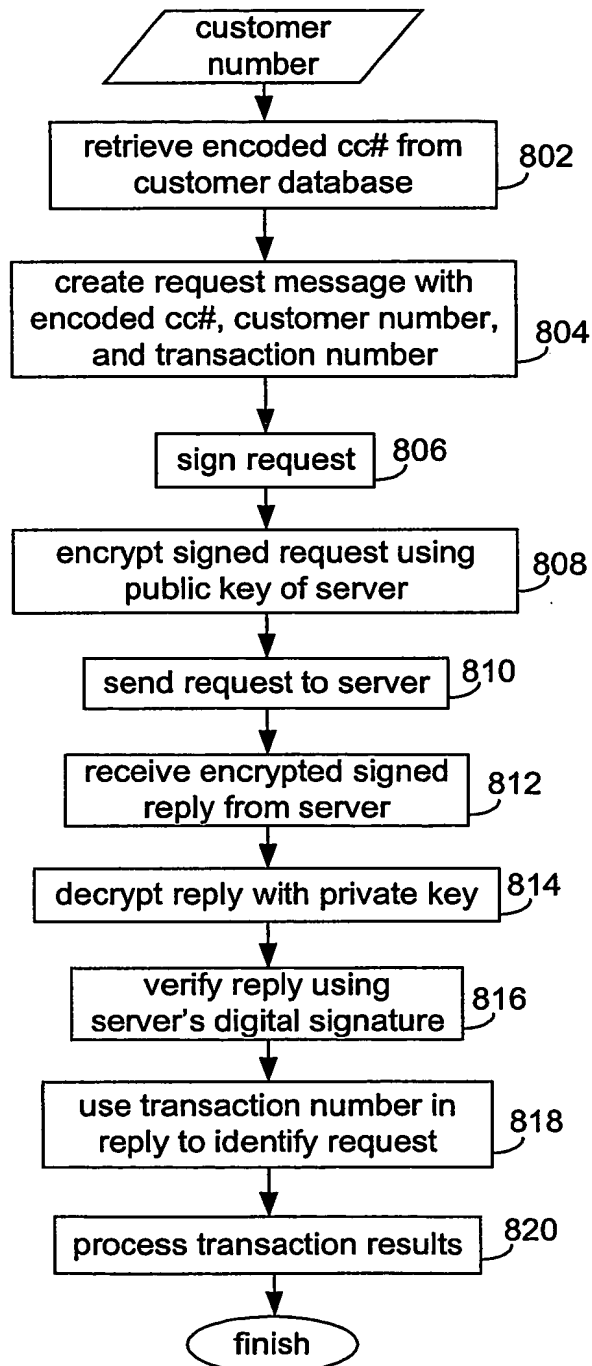 customer
number
retrieve encoded cc# from
customer database
802
create request message with
encoded cc#, customer number,
and transaction number
804
sign request
806
encrypt signed request using
public key of server
808
send request to server
810
receive encrypted signed
reply from server
812
decrypt reply with private key
814
verify reply using
server's digital signature
816
use transaction number in
reply to identify request
818
process transaction results
820
finish